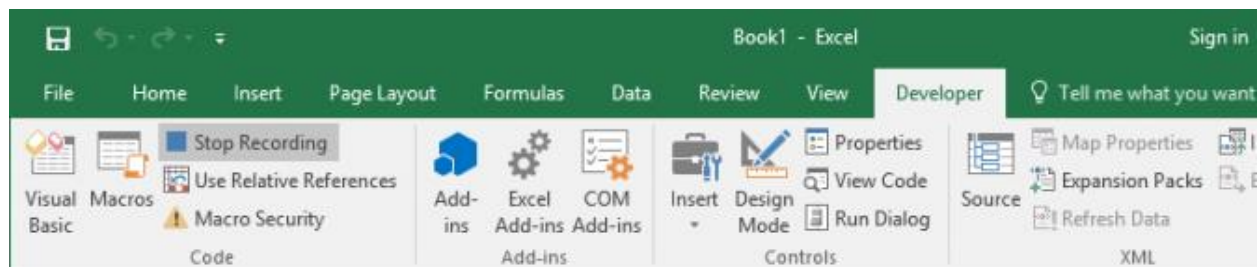 Book1 - Excel
Sign in
File Home Insert Page Layout Formulas Data Review View Developer Tell me what you want
Stop Recording
Use Relative References
Macro Security
Visual Basic
Macros
Code
Add-ins
Excel Add-ins
COM Add-ins
Add-ins
Insert
Design Mode
Properties
View Code
Run Dialog
Controls
Source
Map Properties
Expansion Packs
Refresh Data
XML